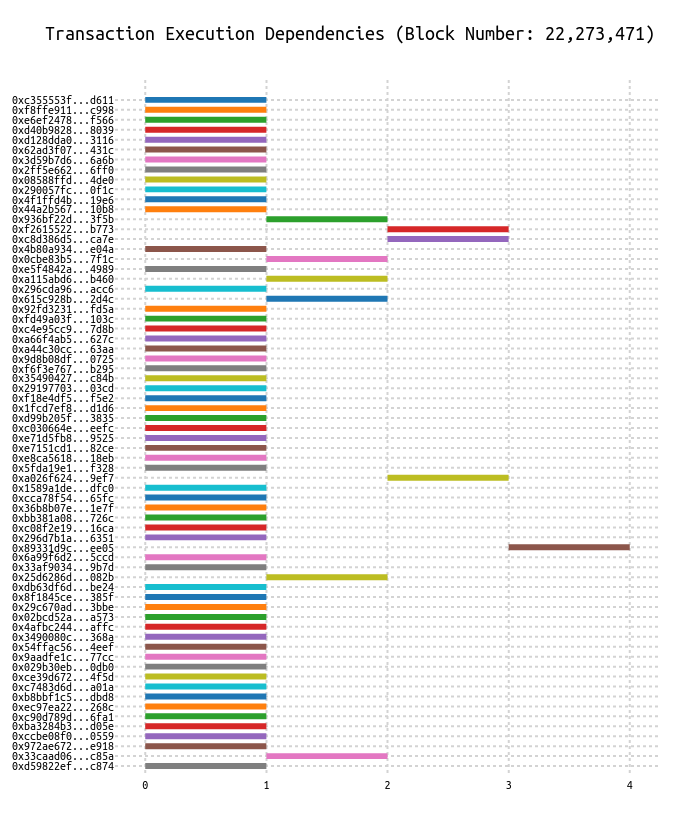 Transaction Execution Dependencies (Block Number: 22,273,471)
0xc355553f...d611
0xf8ffe911...c998
0xe6ef2478...f566
0xd40b9828...8039
0xd128dda0...3116
0x62ad3f07...431c
0x3d59b7d6...6a6b
0x2ff5e662...6ff0
0x08588ffd...4de0
0x290057fc...0f1c
0x4f1ffd4b...19e6
0x44a2b567...10b8
0x936bf22d...3f5b
0xf2615522...b773
0xc8d386d5...ca7e
0x4b80a934...e04a
0x0cbe83b5...7f1c
0xe5f4842a...4989
0xa115abd6...b460
0x296cda96...acc6
0x615c928b...2d4c
0x92fd3231...fd5a
0xfd49a03f...103c
0xc4e95cc9...7d8b
0xa66f4ab5...627c
0xa44c30cc...63aa
0x9d8b08df...0725
0xf6f3e767...b295
0x35490427...c84b
0x29197703...03cd
0xf18e4df5...f5e2
0x1fcd7ef8...d1d6
0xd99b205f...3835
0xc030664e...eefc
0xe71d5fb8...9525
0xe7151cd1...82ce
0xe8ca5618...18eb
0x5fda19e1...f328
0xa026f624...9ef7
0x1589a1de...dfc0
0xcca78f54...65fc
0x36b8b07e...1e7f
0xbb381a08...726c
0xc08f2e19...16ca
0x296d7b1a...6351
0x89331d9c...ee05
0x6a99f6d2...5ccd
0x33af9034...9b7d
0x25d6286d...082b
0xdb63df6d...be24
0x8f1845ce...385f
0x29c670ad...3bbe
0x02bcd52a...a573
0x4afbc244...affc
0x3490080c...368a
0x54ffac56...4eef
0x9aadfe1c...77cc
0x029b30eb...0db0
0xce39d672...4f5d
0xc7483d6d...a01a
0xb8bbf1c5...dbd8
0xec97ea22...268c
0xc90d789d...6fa1
0xba3284b3...d05e
0xccbe08f0...0559
0x972ae672...e918
0x33caad06...c85a
0xd59822ef...c874
0 1 2 3 4